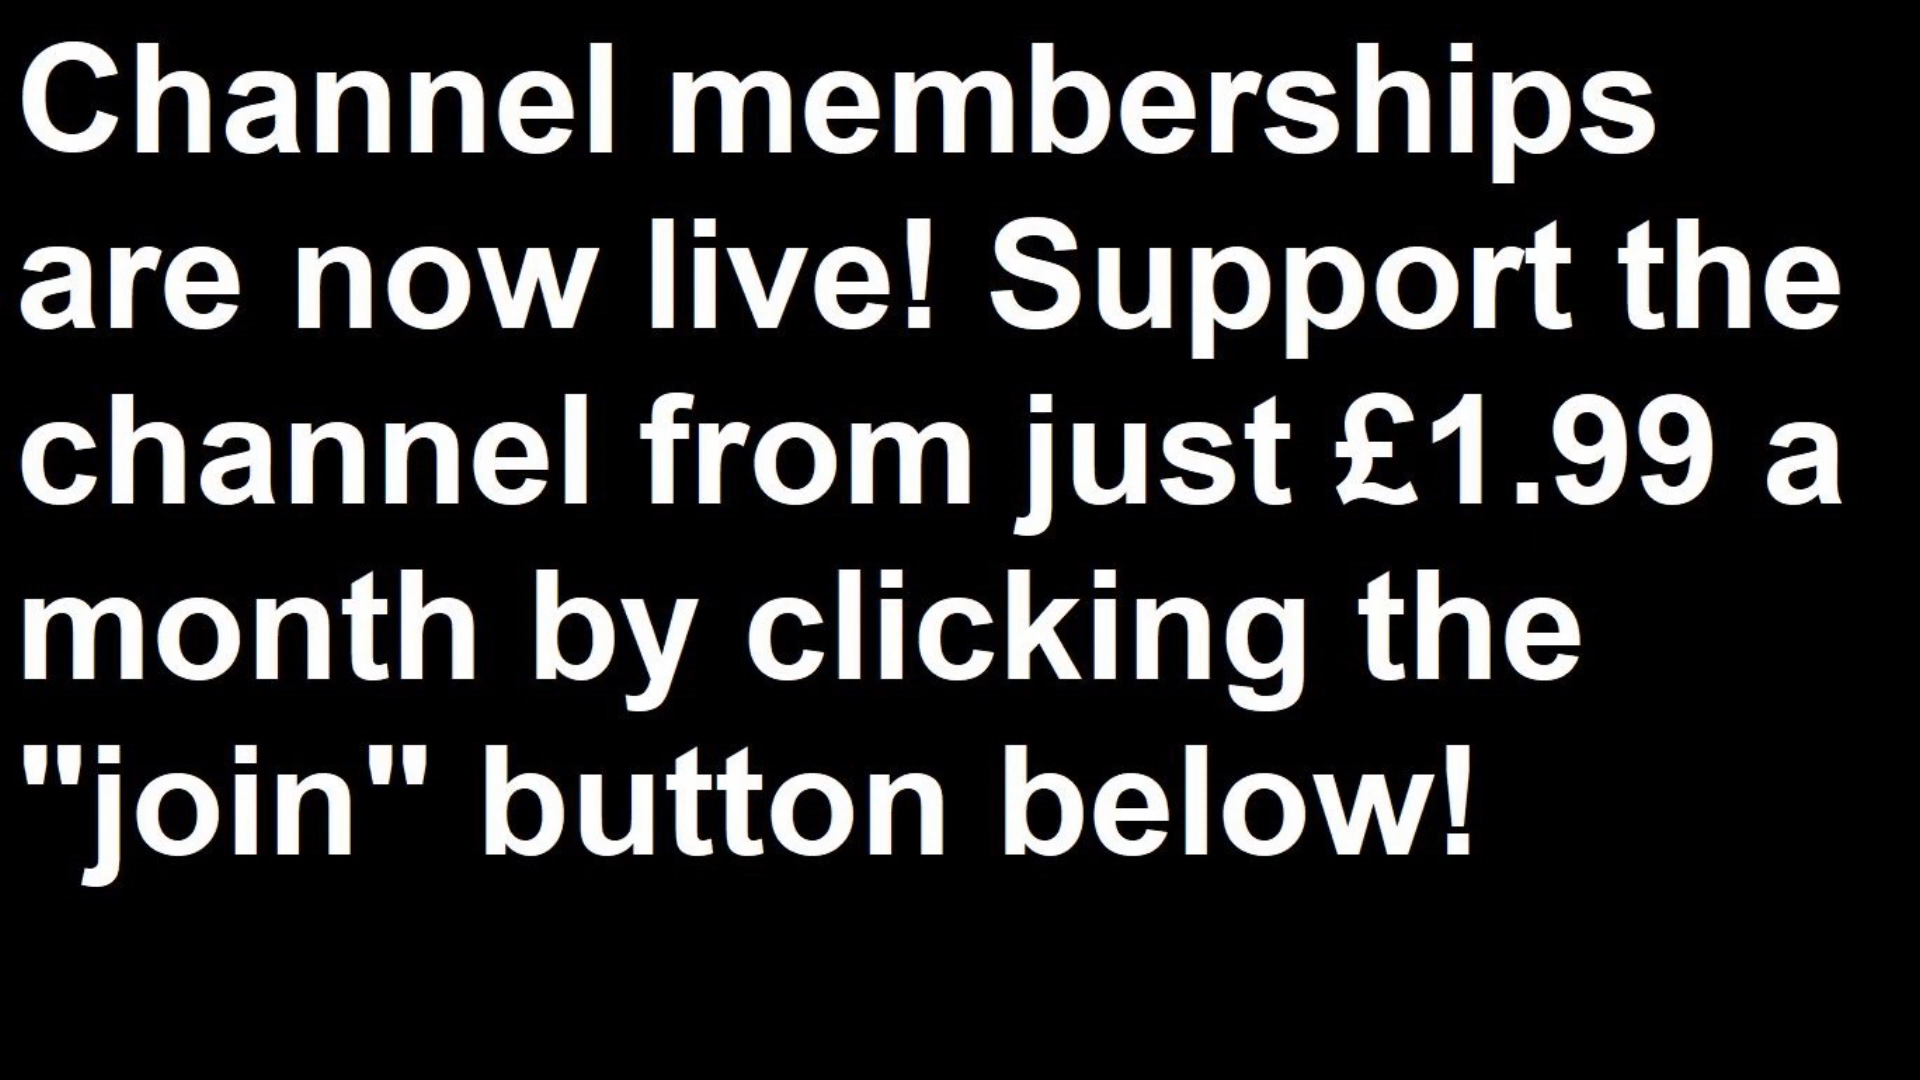 Channel memberships
are now live! Support the
channel from just £1.99 a
month by clicking the
"join" button below!